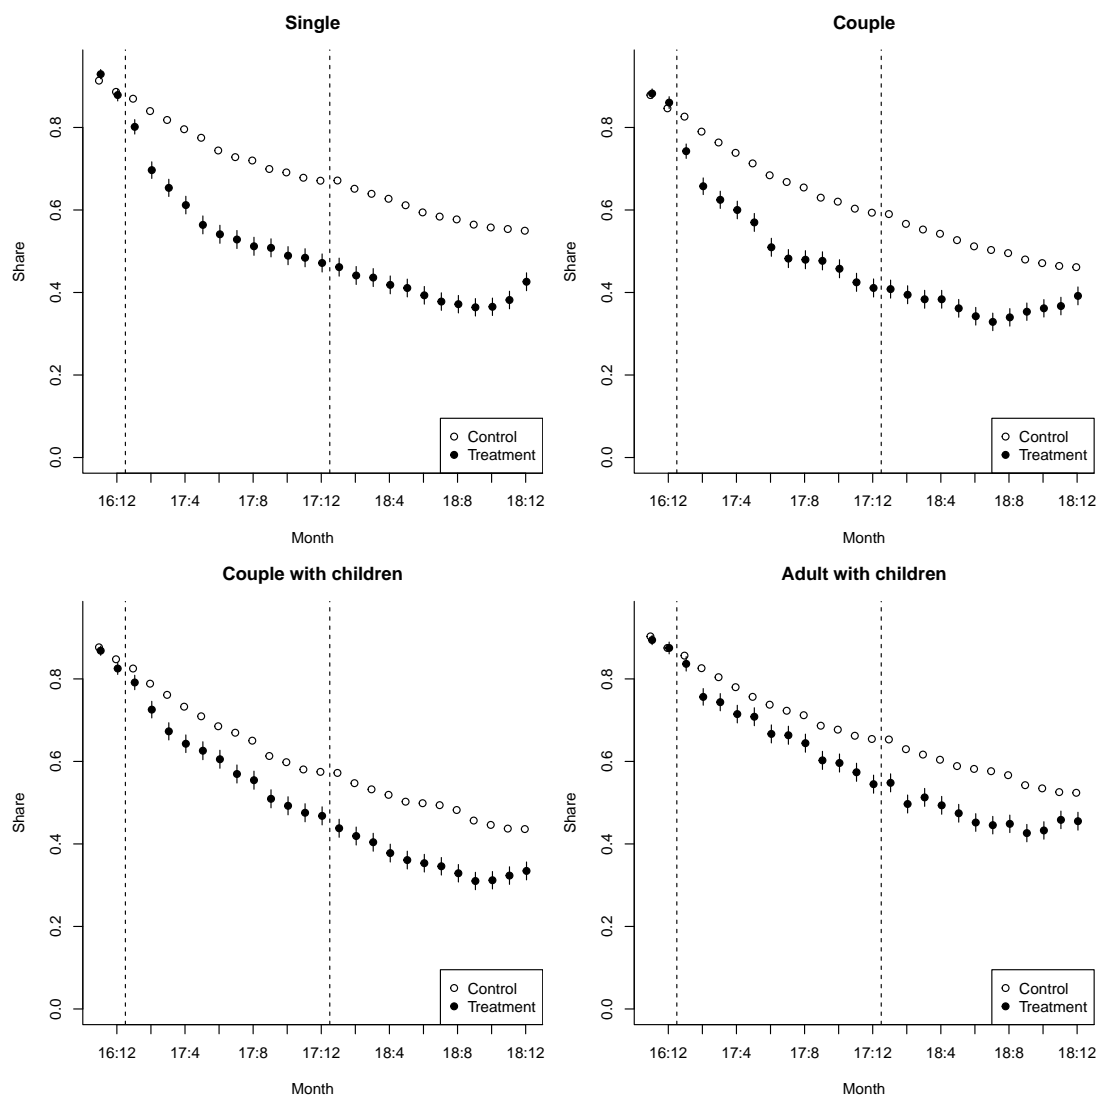 Single
Share
0.0 0.2 0.4 0.6 0.8
Control
Treatment
16:12 17:4 17:8 17:12 18:4 18:8 18:12
Month
Couple
Share
0.0 0.2 0.4 0.6 0.8
Control
Treatment
16:12 17:4 17:8 17:12 18:4 18:8 18:12
Month
Couple with children
Share
0.0 0.2 0.4 0.6 0.8
Control
Treatment
16:12 17:4 17:8 17:12 18:4 18:8 18:12
Month
Adult with children
Share
0.0 0.2 0.4 0.6 0.8
Control
Treatment
16:12 17:4 17:8 17:12 18:4 18:8 18:12
Month